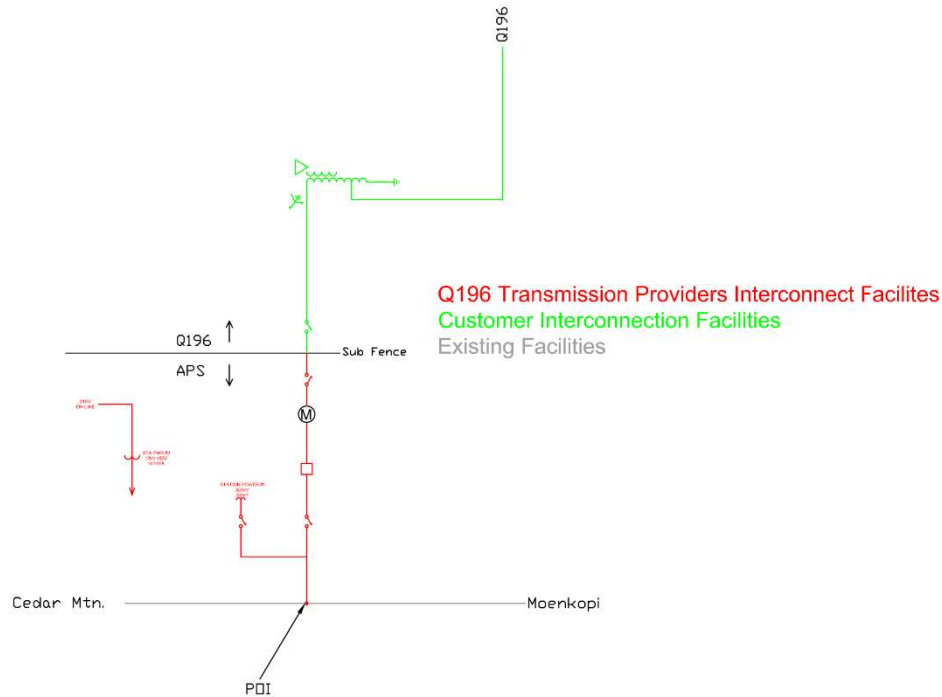 Q196
Q196 Transmission Providers Interconnect Facilites
Customer Interconnection Facilities
Existing Facilities
Q196
Sub Fence
APS
M
Cedar Mtn.
Moenkopi
POI